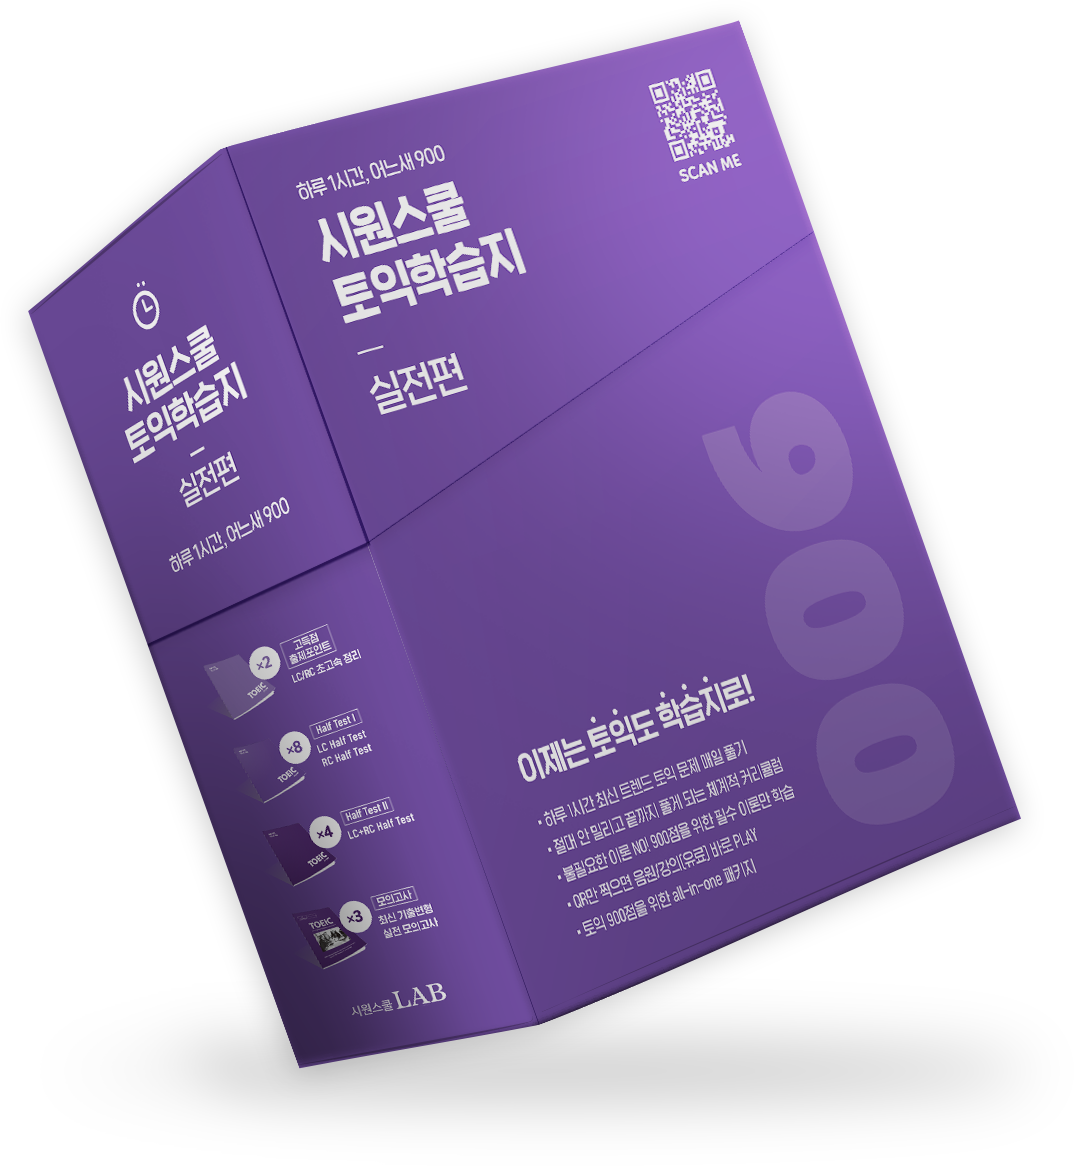 하루 1시간, 어느새 900
시원스쿨
토익학습지
실전편
SCAN ME
900
이제는 토익도 학습지로!
• 하루 1시간 최신 트렌드 토익 문제 매일 풀기
• 절대 안 밀리고 끝까지 풀게 되는 체계적 커리큘럼
• 불필요한 이론 NO! 900점을 위한 필수 이론만 학습
• QR만 찍으면 음원/강의(유료) 바로 PLAY
• 토익 900점을 위한 all-in-one 패키지
시원스쿨
토익학습지
실전편
하루 1시간, 어느새 900
×2
고득점
출제포인트
LC/RC 초고속 정리
TOEIC
×8
Half Test I
LC Half Test
RC Half Test
TOEIC
×4
Half Test II
LC+RC Half Test
TOEIC
×3
모의고사
최신 기출변형
실전 모의고사
TOEIC
시원스쿨 LAB